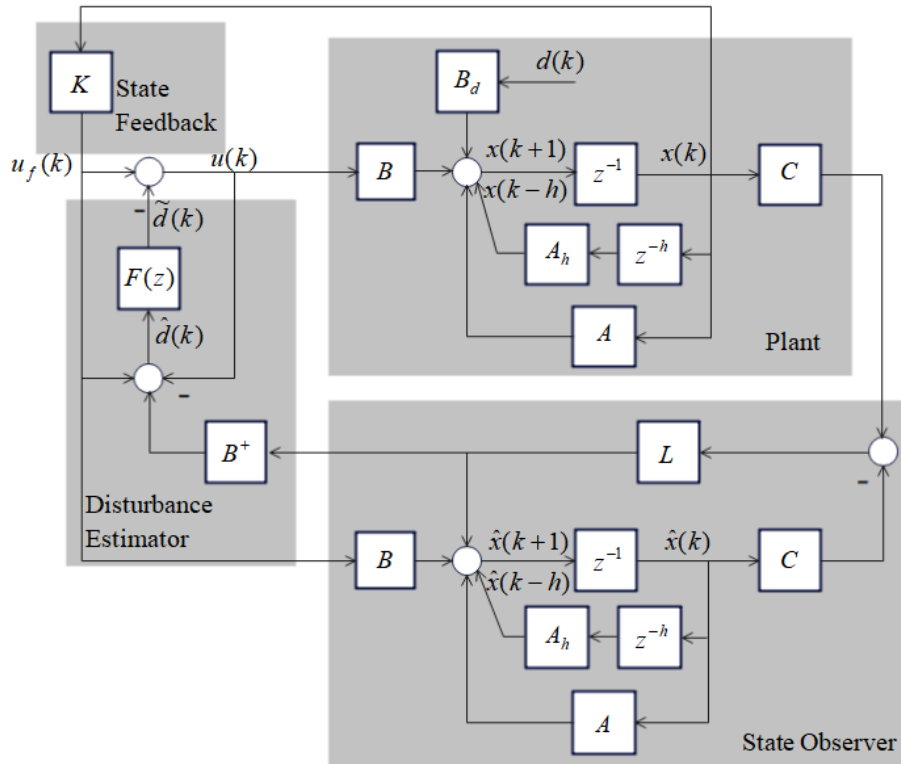 K
State
Feedback
B_d
d(k)
u_f(k)
u(k)
B
x(k+1)
x(k−h)
z^{-1}
x(k)
C
-
d̃(k)
F(z)
A_h
z^{-h}
d̂(k)
A
Plant
-
B^+
L
-
Disturbance
Estimator
B
x̂(k+1)
x̂(k−h)
z^{-1}
x̂(k)
C
A_h
z^{-h}
A
State Observer